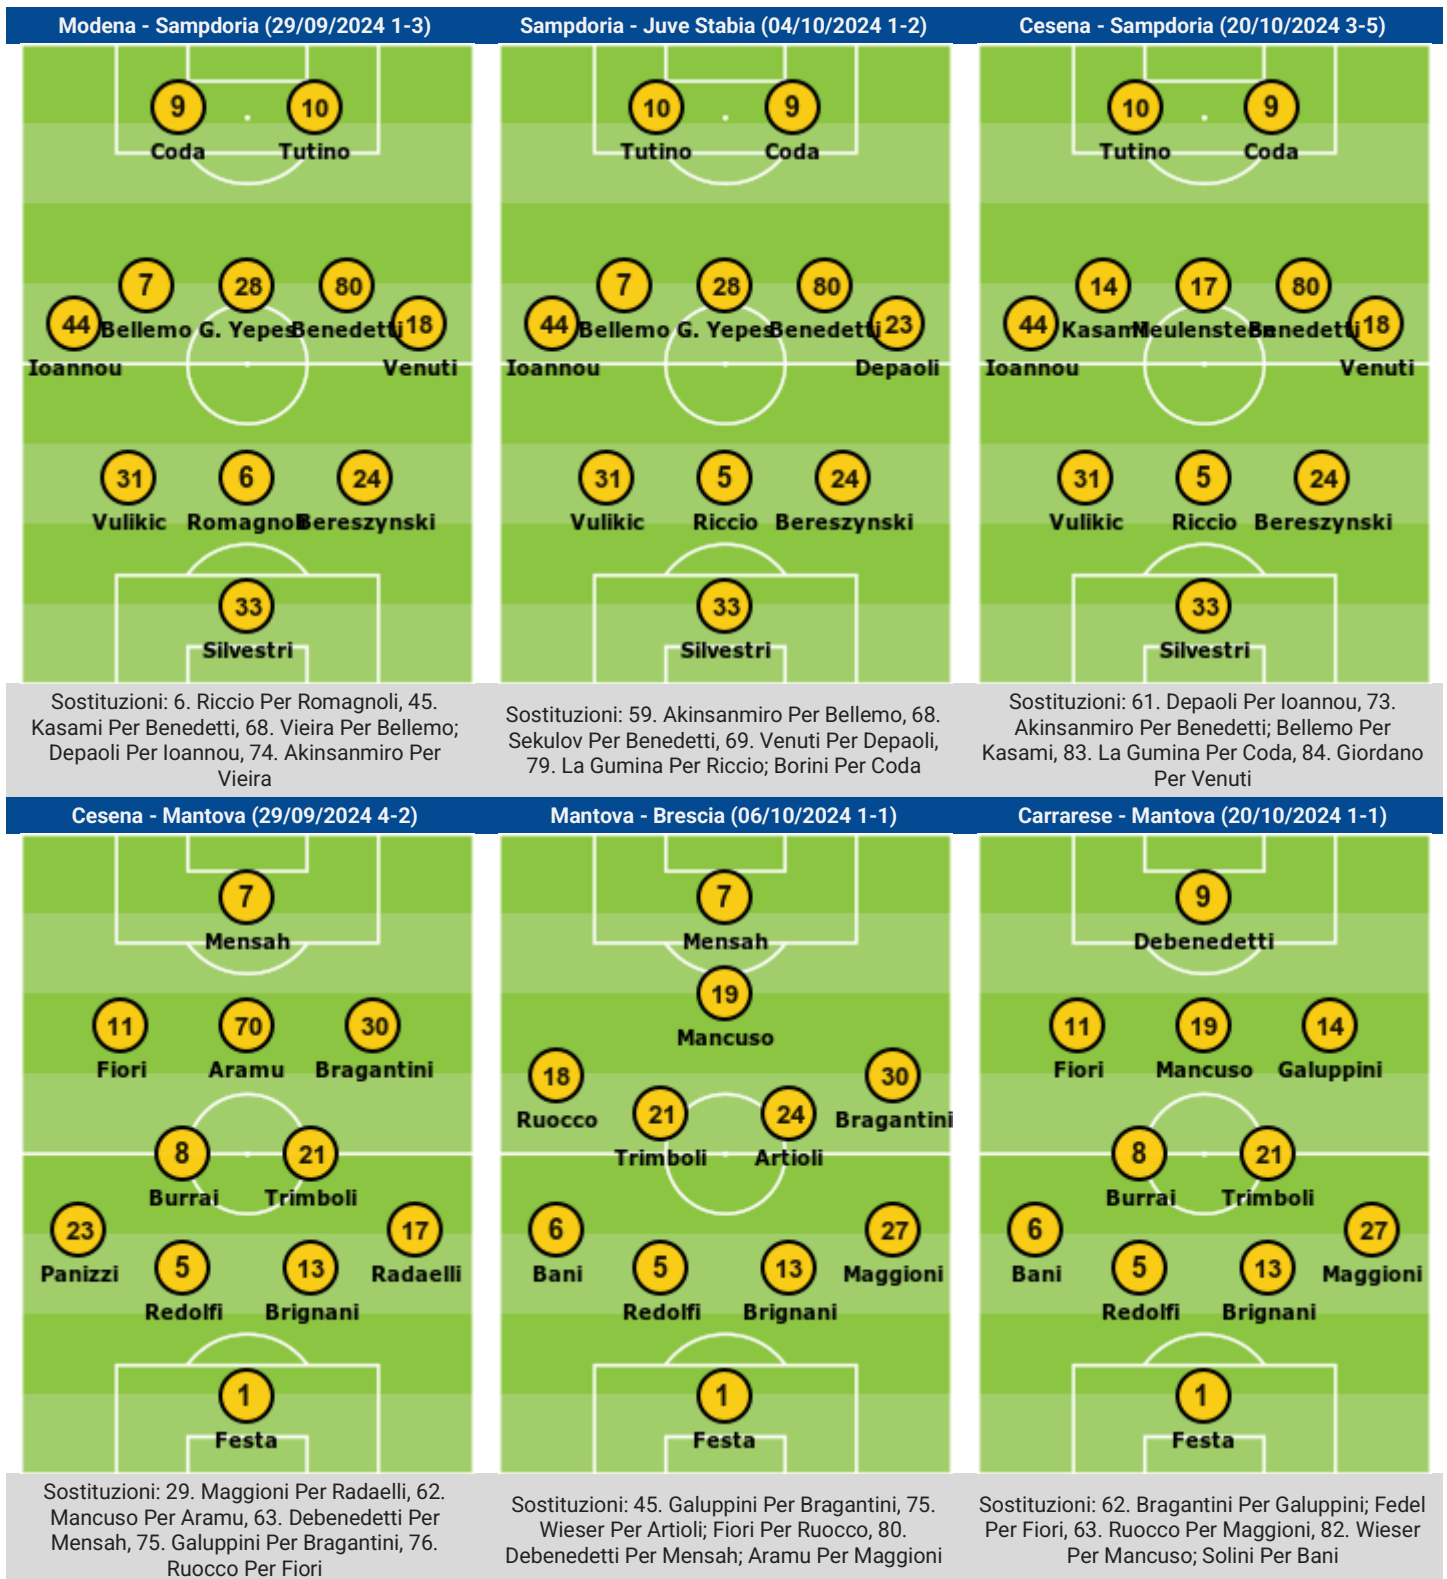 Modena - Sampdoria (29/09/2024 1-3)
9
10
Coda
Tutino
7
28
80
44
Bellemo
G. Yepes
Benedetti
18
Ioannou
Venuti
31
6
24
Vulikic
Romagnoli
Bereszynski
33
Silvestri
Sostituzioni: 6. Riccio Per Romagnoli, 45.
Kasami Per Benedetti, 68. Vieira Per Bellemo;
Depaoli Per Ioannou, 74. Akinsanmiro Per
Vieira
Sampdoria - Juve Stabia (04/10/2024 1-2)
10
9
Tutino
Coda
7
28
80
44
Bellemo
G. Yepes
Benedetti
23
Ioannou
Depaoli
31
5
24
Vulikic
Riccio
Bereszynski
33
Silvestri
Sostituzioni: 59. Akinsanmiro Per Bellemo, 68.
Sekulov Per Benedetti, 69. Venuti Per Depaoli,
79. La Gumina Per Riccio; Borini Per Coda
Cesena - Sampdoria (20/10/2024 3-5)
10
9
Tutino
Coda
14
17
80
44
Kasami
Meulensteen
Benedetti
18
Ioannou
Venuti
31
5
24
Vulikic
Riccio
Bereszynski
33
Silvestri
Sostituzioni: 61. Depaoli Per Ioannou, 73.
Akinsanmiro Per Benedetti; Bellemo Per
Kasami, 83. La Gumina Per Coda, 84. Giordano
Per Venuti
Cesena - Mantova (29/09/2024 4-2)
7
Mensah
11
70
30
Fiori
Aramu
Bragantini
8
21
Burrai
Trimboli
23
17
Panizzi
5
13
Radaelli
Redolfi
Brignani
1
Festa
Sostituzioni: 29. Maggioni Per Radaelli, 62.
Mancuso Per Aramu, 63. Debenedetti Per
Mensah, 75. Galuppini Per Bragantini, 76.
Ruocco Per Fiori
Mantova - Brescia (06/10/2024 1-1)
7
Mensah
19
Mancuso
18
30
Ruocco
21
24
Bragantini
Trimboli
Artioli
6
27
Bani
5
13
Maggioni
Redolfi
Brignani
1
Festa
Sostituzioni: 45. Galuppini Per Bragantini, 75.
Wieser Per Artioli; Fiori Per Ruocco, 80.
Debenedetti Per Mensah; Aramu Per Maggioni
Carrarese - Mantova (20/10/2024 1-1)
9
Debenedetti
11
19
14
Fiori
Mancuso
Galuppini
8
21
Burrai
Trimboli
6
27
Bani
5
13
Maggioni
Redolfi
Brignani
1
Festa
Sostituzioni: 62. Bragantini Per Galuppini; Fedel
Per Fiori, 63. Ruocco Per Maggioni, 82. Wieser
Per Mancuso; Solini Per Bani